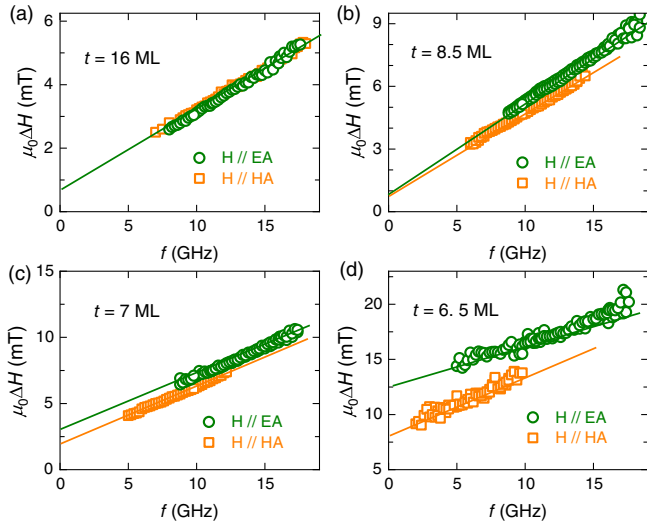 (a)
6
4
2
0
μ₀ΔH (mT)
t = 16 ML
H // EA
H // HA
0 5 10 15
f (GHz)
(b)
9
6
3
0
μ₀ΔH (mT)
t = 8.5 ML
H // EA
H // HA
0 5 10 15
f (GHz)
(c)
15
10
5
0
μ₀ΔH (mT)
t = 7 ML
H // EA
H // HA
0 5 10 15
f (GHz)
(d)
20
15
10
5
μ₀ΔH (mT)
t = 6. 5 ML
H // EA
H // HA
0 5 10 15
f (GHz)